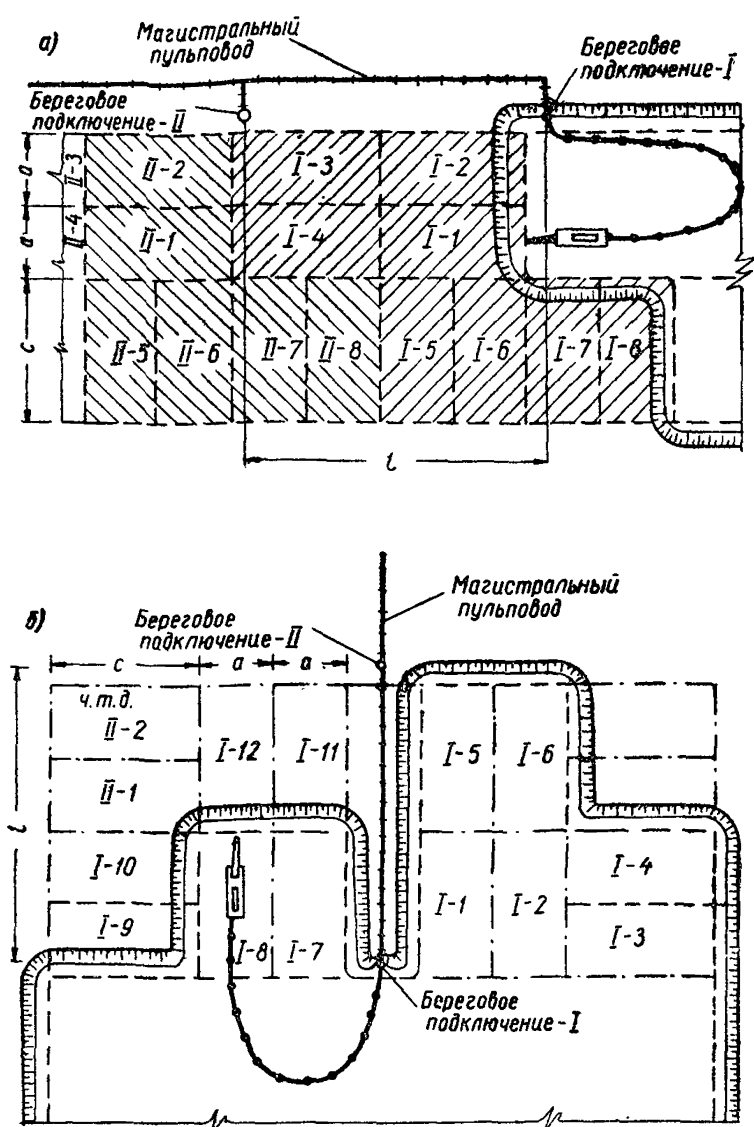 а)
Магистральный
пульповод
Береговое
подключение-I
Береговое
подключение-II
а
а
с
II-3
II-4
II-2
I-3
I-2
II-1
I-4
I-1
II-5
II-6
II-7
II-8
I-5
I-6
I-7
I-8
l
б)
Магистральный
пульповод
Береговое
подключение-II
с
а
а
ч.т.д.
II-2
I-12
I-11
I-5
I-6
II-1
l
I-10
I-4
I-9
I-1
I-2
I-3
I-8
I-7
Береговое
подключение-I